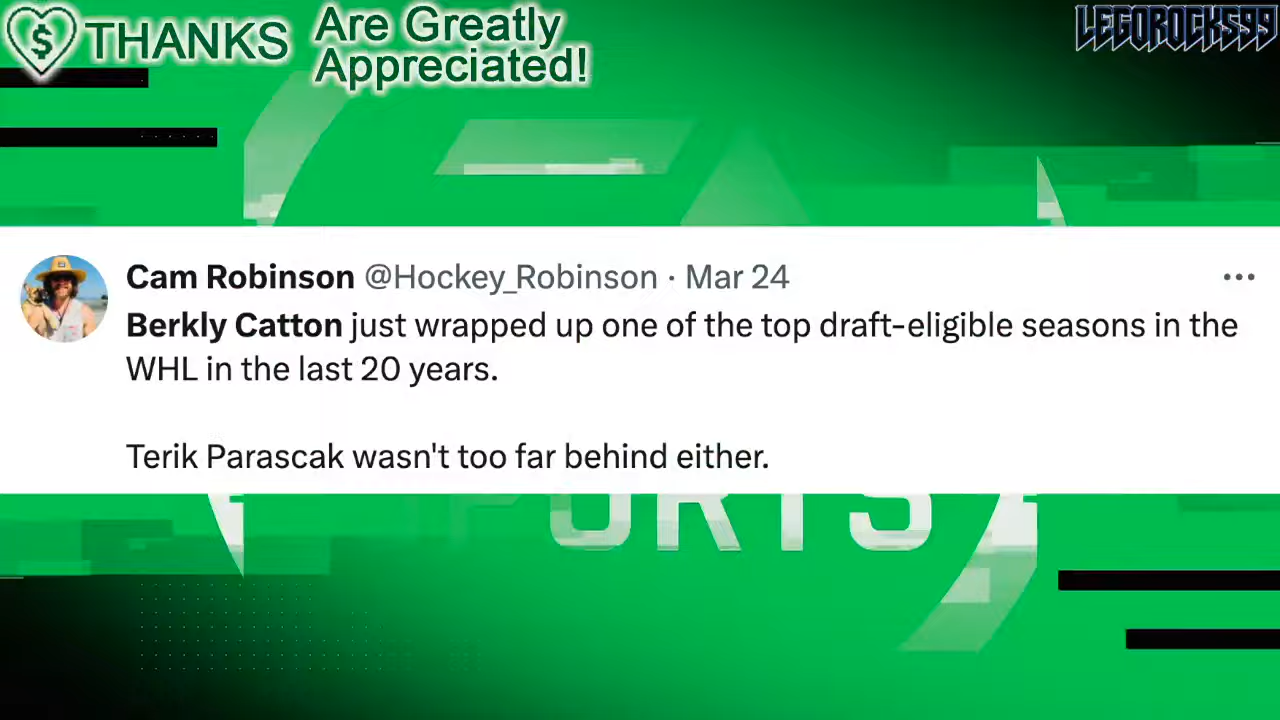 THANKS
Are Greatly
Appreciated!
LEGOROCKS99
Cam Robinson @Hockey_Robinson · Mar 24
Berkly Catton just wrapped up one of the top draft-eligible seasons in the
WHL in the last 20 years.
Terik Parascak wasn't too far behind either.
PORTS